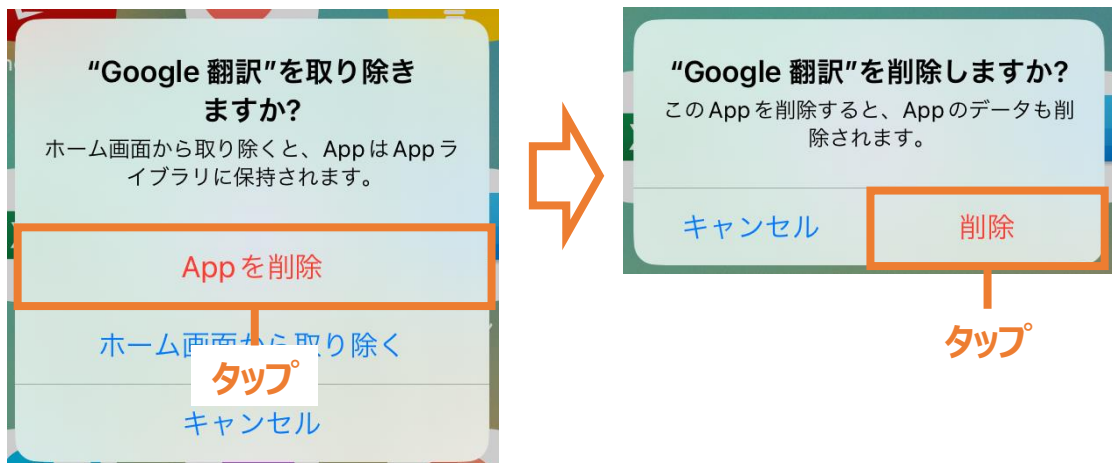 “Google 翻訳”を取り除き
ますか?
ホーム画面から取り除くと、AppはAppラ
イブラリに保持されます。
Appを削除
ホーム画面から取り除く
タップ
キャンセル
“Google 翻訳”を削除しますか?
このAppを削除すると、Appのデータも削
除されます。
キャンセル
削除
タップ